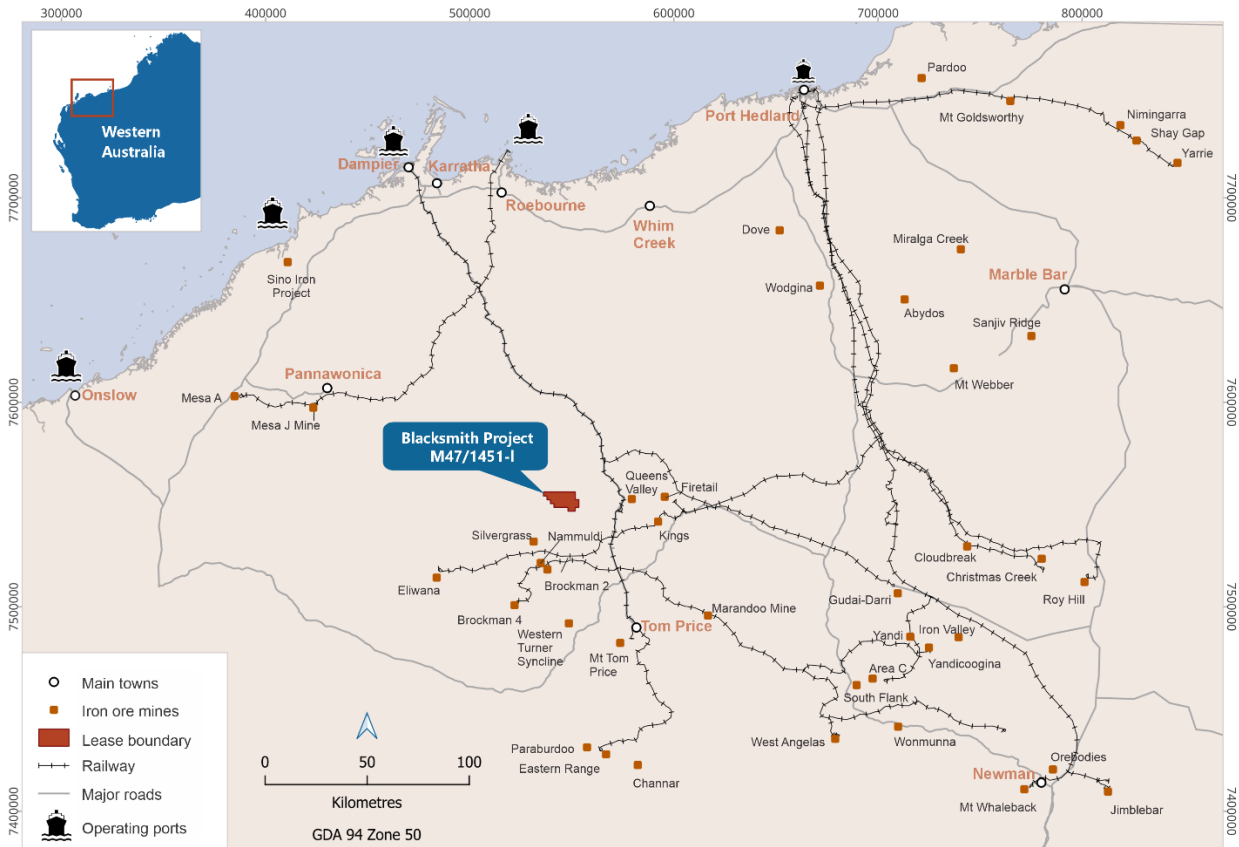 300000
400000
500000
600000
700000
800000
Western
Australia
Pardoo
Port Hedland
Mt Goldsworthy
Nimingarra
Shay Gap
Yarrie
Dampier
Karratha
Roebourne
7700000
7700000
Whim
Creek
Dove
Miralga Creek
Marble Bar
Sino Iron
Project
Wodgina
Abydos
Sanjiv Ridge
Mt Webber
Pannawonica
Onslow
Mesa A
Mesa J Mine
7600000
7600000
Blacksmith Project
M47/1451-I
Queens
Valley
Firetail
Kings
Silvergrass
Nammuldi
Brockman 2
Eliwana
Brockman 4
Cloudbreak
Christmas Creek
Roy Hill
7500000
7500000
Western
Turner
Syncline
Tom Price
Mt Tom
Price
Marandoo Mine
Gudai-Darri
Yandi
Iron Valley
Yandicoogina
Area C
South Flank
West Angelas
Wonmunna
Paraburdoo
Eastern Range
Channar
Newman
Orebodies
Mt Whaleback
Jimblebar
7400000
7400000
Main towns
Iron ore mines
Lease boundary
Railway
Major roads
Operating ports
0
50
100
Kilometres
GDA 94 Zone 50